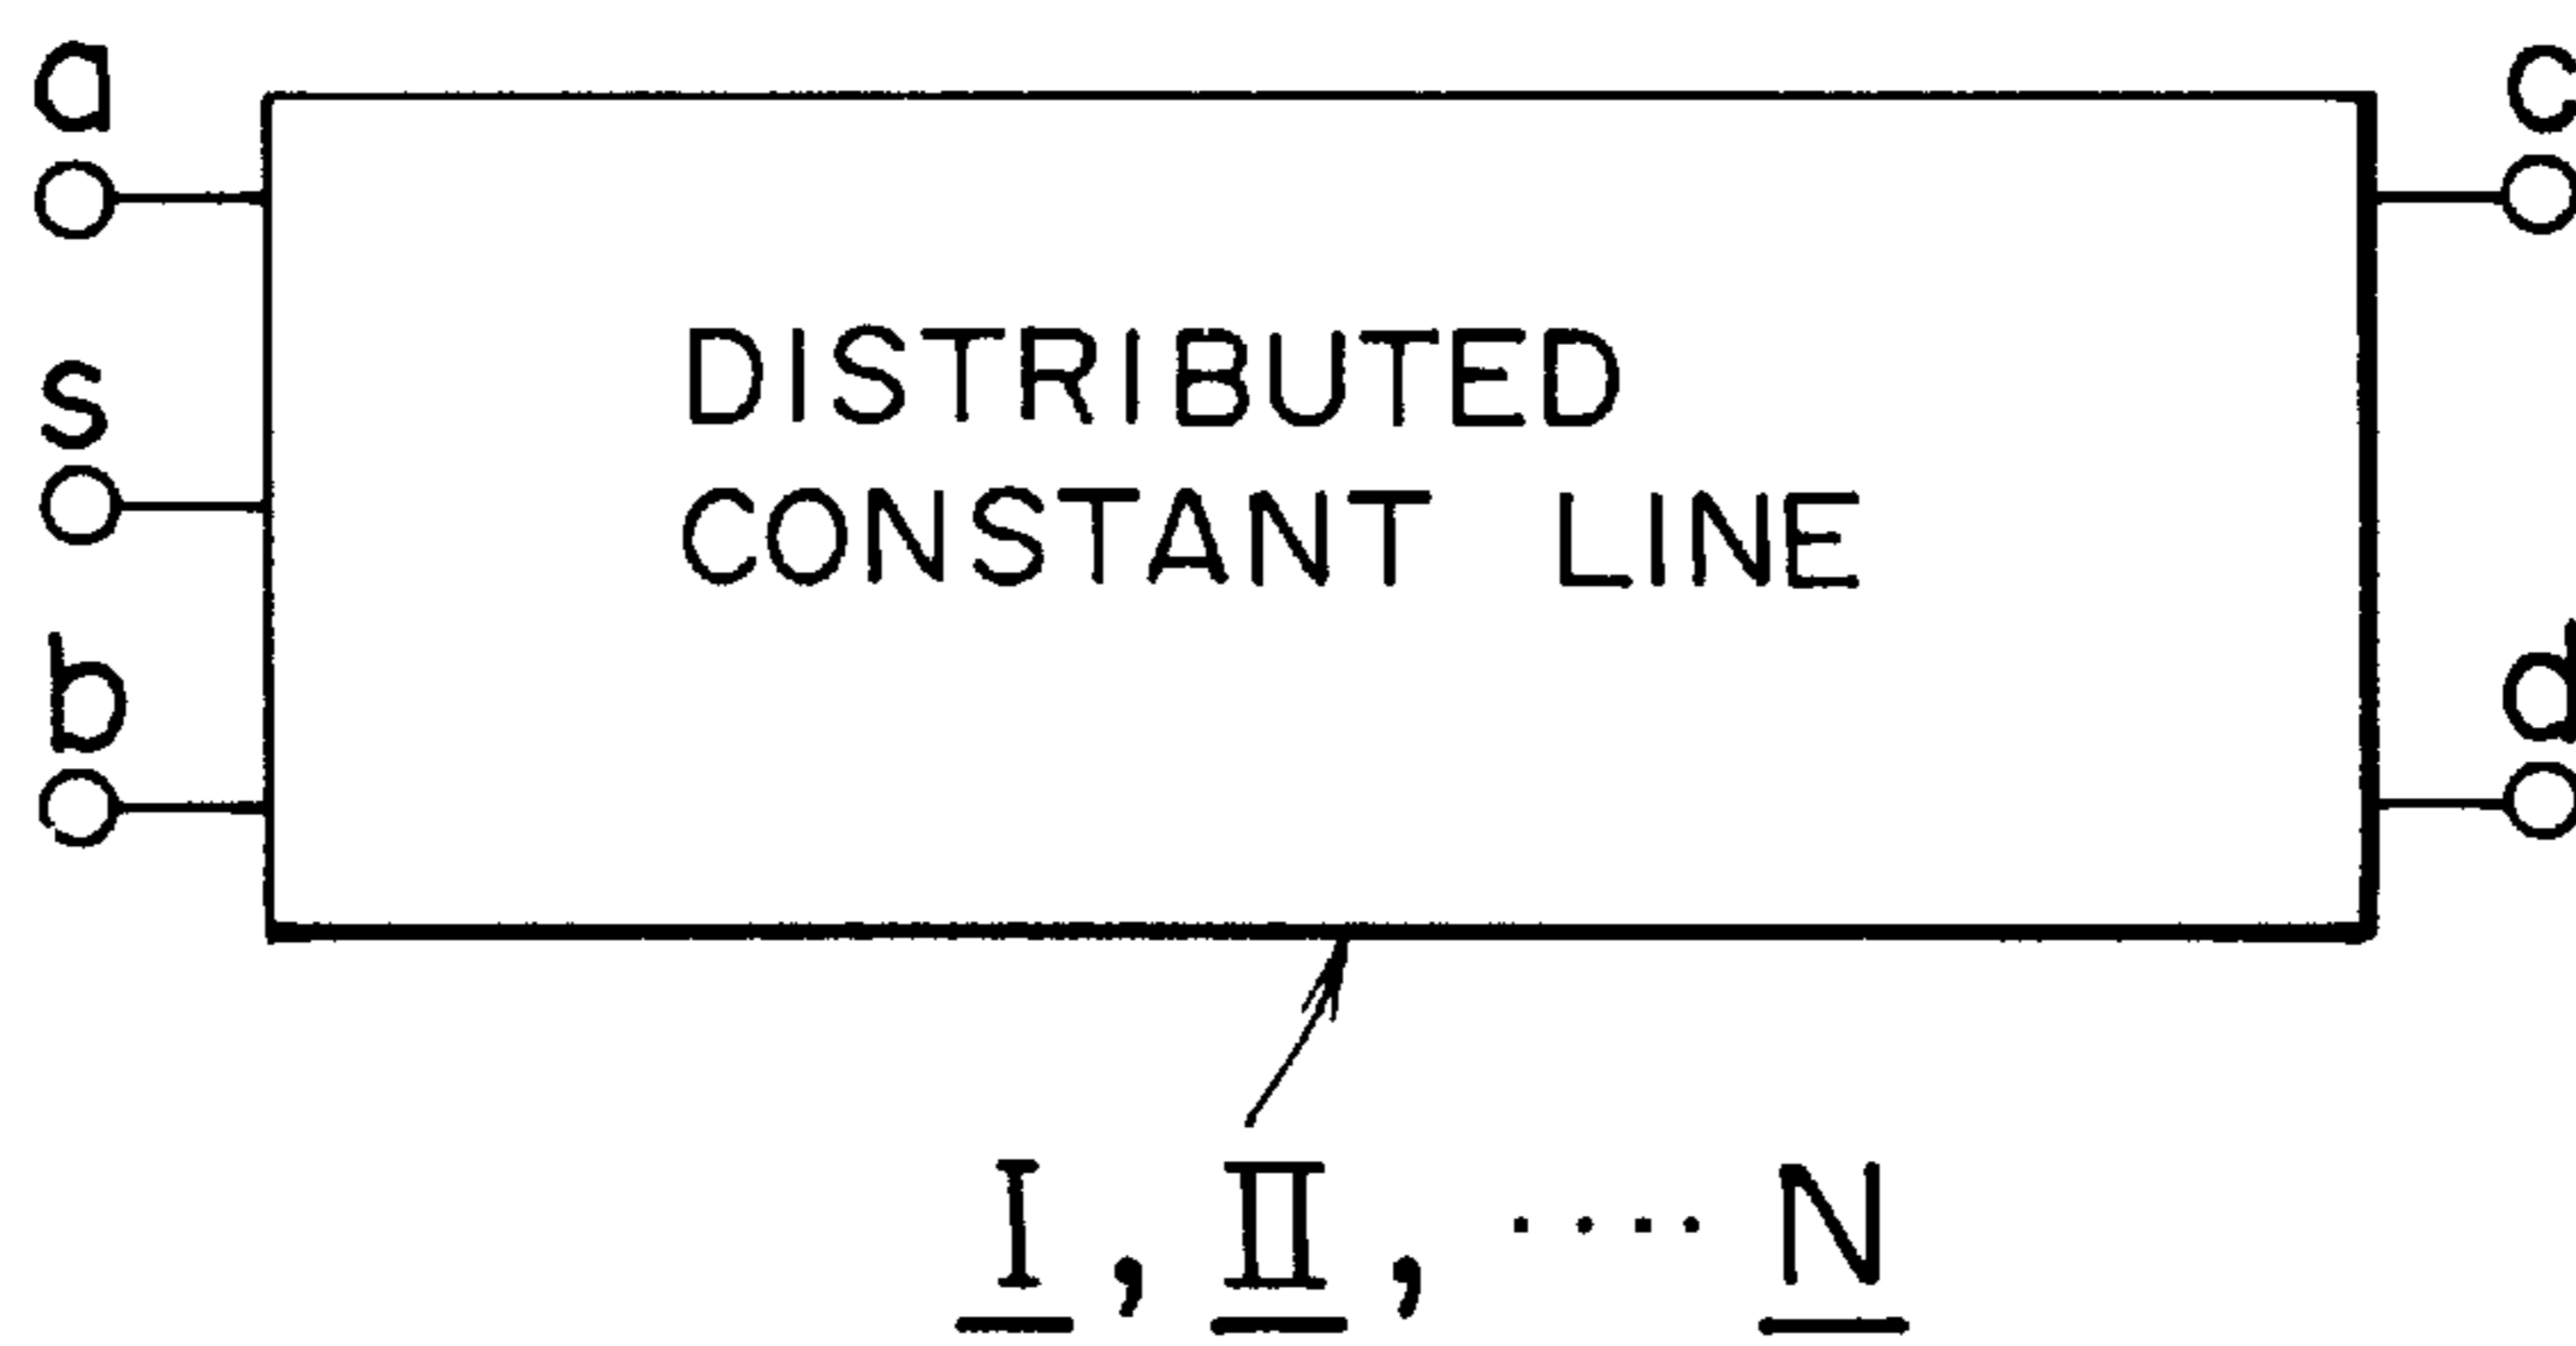 a
c
s
DISTRIBUTED
CONSTANT LINE
b
d
I, II, .... N